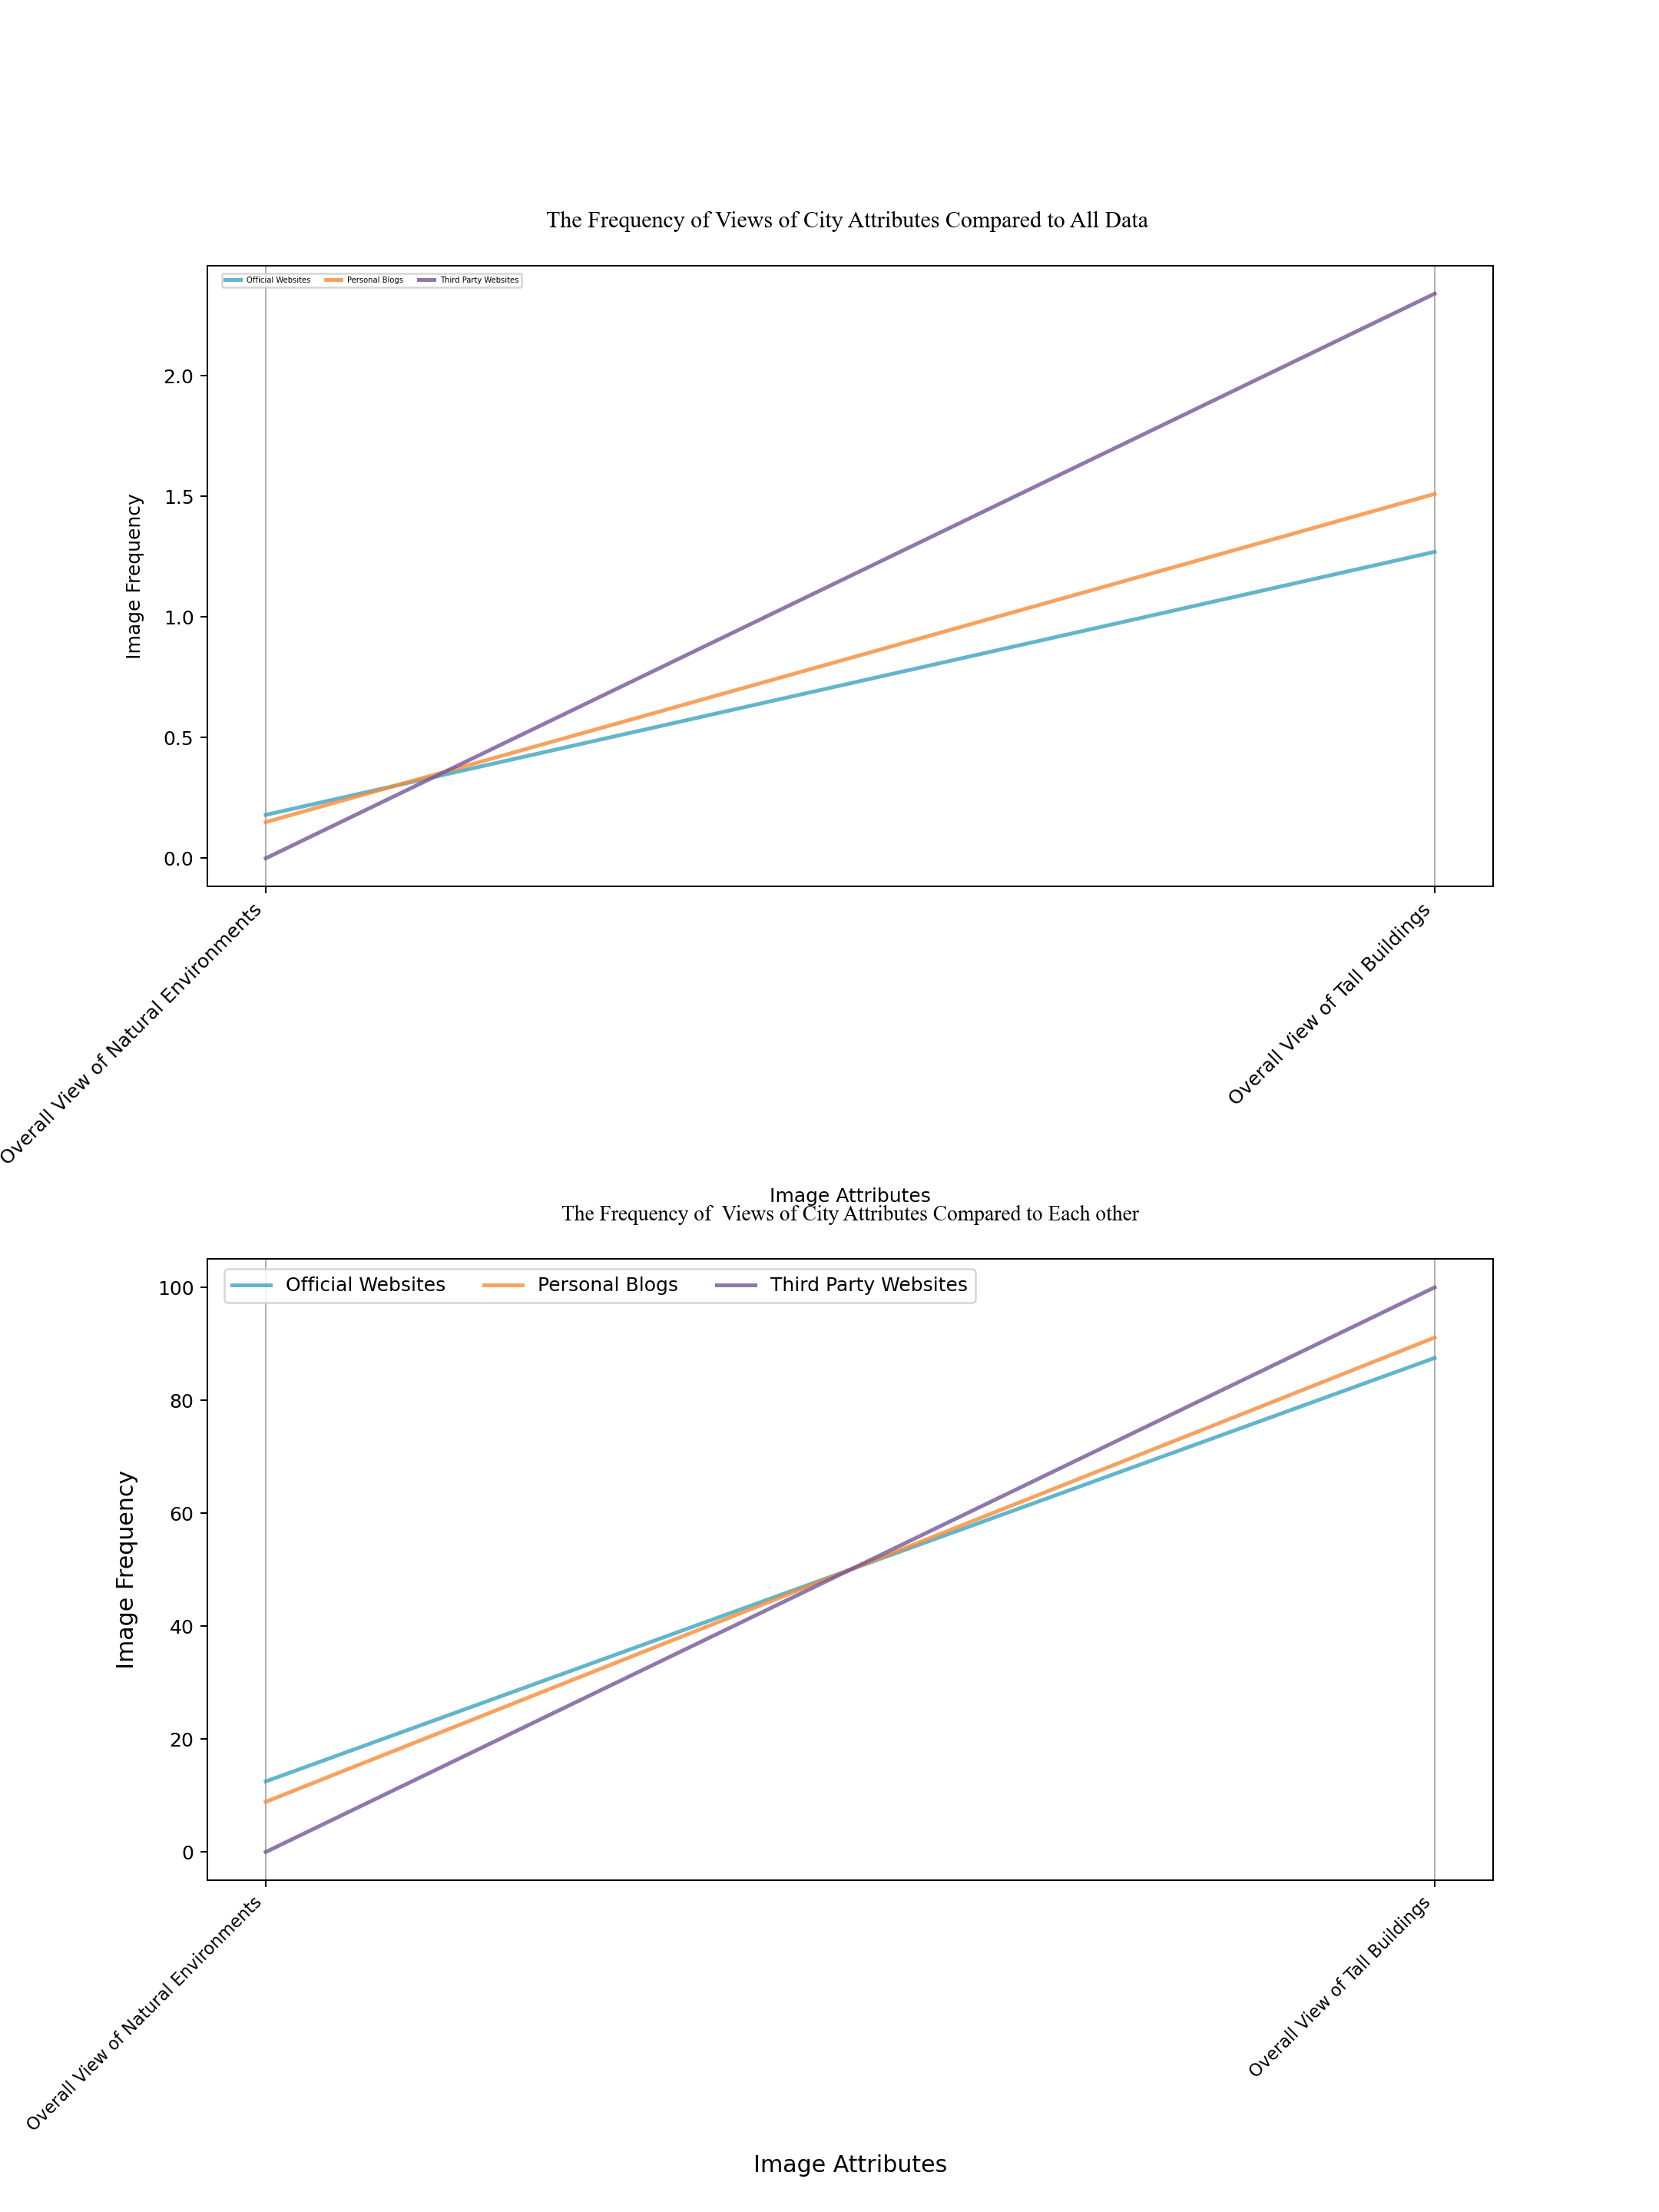 The Frequency of Views of City Attributes Compared to All Data
Official Websites Personal Blogs Third Party Websites
2.0
1.5
1.0
0.5
0.0
Image Frequency
Overall View of Natural Environments
Overall View of Tall Buildings
Image Attributes
The Frequency of  Views of City Attributes Compared to Each other
Official Websites Personal Blogs Third Party Websites
100
80
60
40
20
0
Image Frequency
Overall View of Natural Environments
Overall View of Tall Buildings
Image Attributes